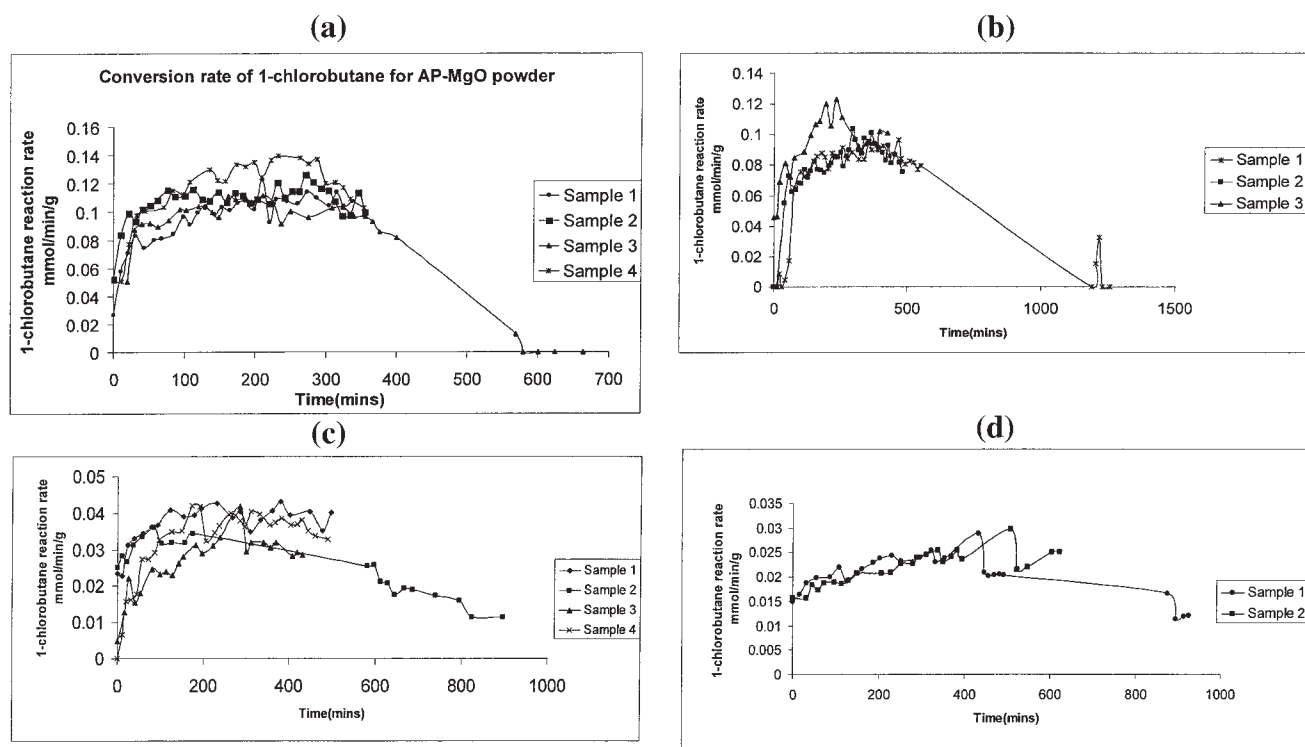 (a)
Conversion rate of 1-chlorobutane for AP-MgO powder
1-chlorobutane reaction rate
mmol/min/g
0.16
0.14
0.12
0.1
0.08
0.06
0.04
0.02
0
0 100 200 300 400 500 600 700
Time(mins)
Sample 1
Sample 2
Sample 3
Sample 4
(b)
1-chlorobutane reaction rate
mmol/min/g
0.14
0.12
0.1
0.08
0.06
0.04
0.02
0
0 500 1000 1500
Time(mins)
Sample 1
Sample 2
Sample 3
(c)
1-chlorobutane reaction rate
mmol/min/g
0.05
0.04
0.03
0.02
0.01
0
0 200 400 600 800 1000
Time(mins)
Sample 1
Sample 2
Sample 3
Sample 4
(d)
1-chlorobutane reaction rate
mmol/min/g
0.035
0.03
0.025
0.02
0.015
0.01
0.005
0
0 200 400 600 800 1000
Time(mins)
Sample 1
Sample 2